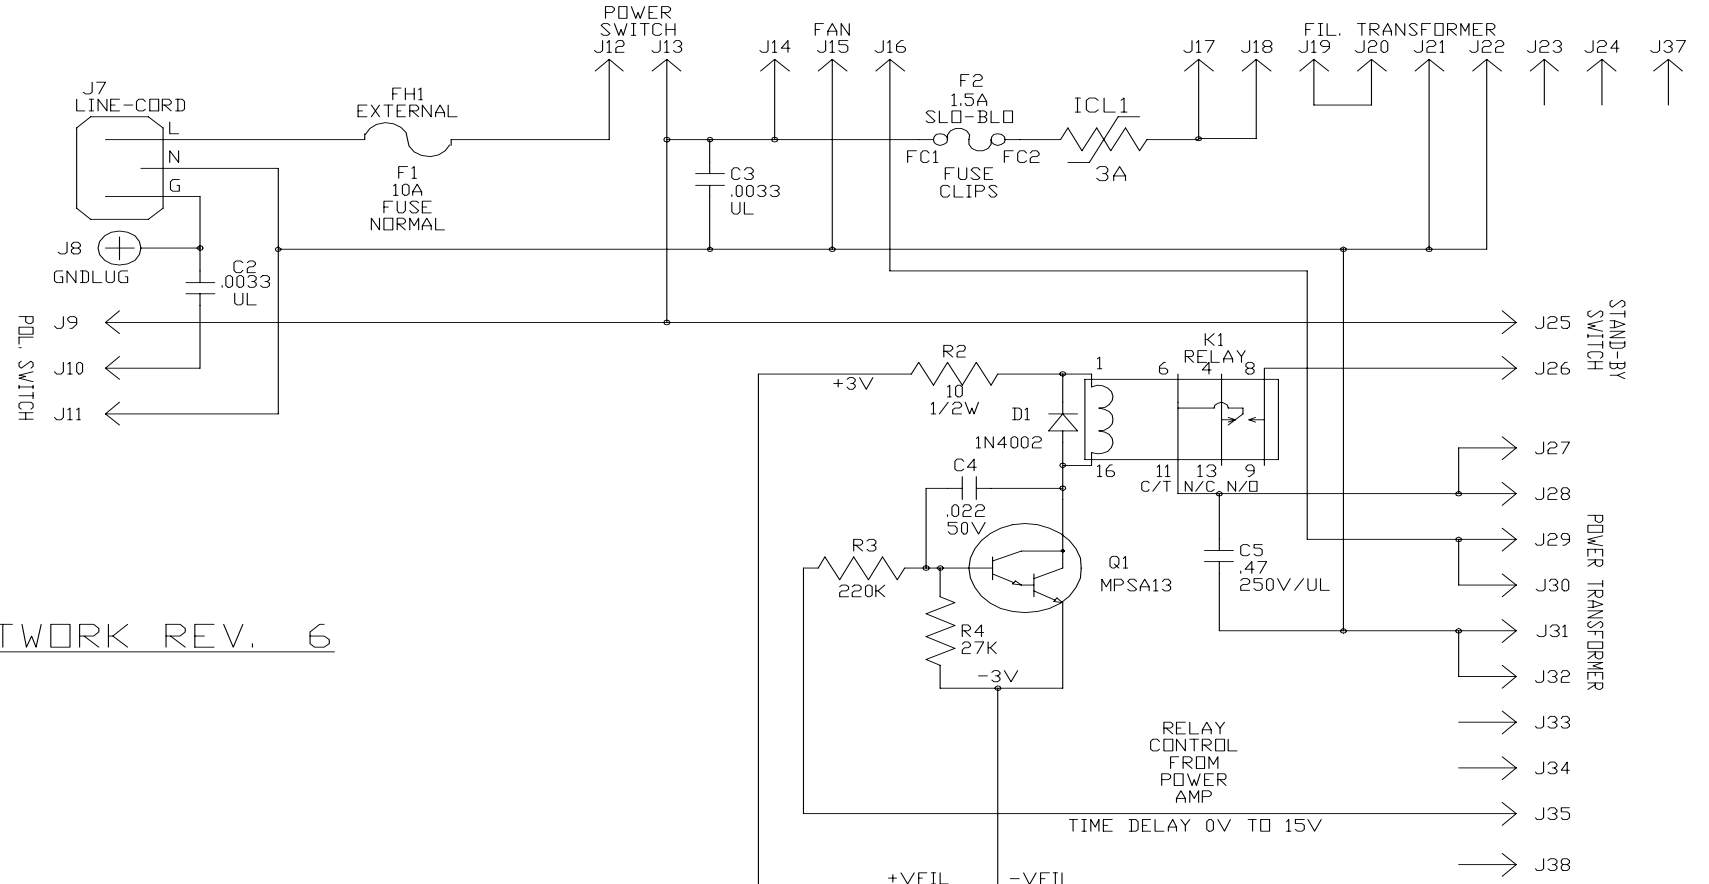 POWER
SWITCH
J12 J13
J14
FAN
J15 J16
J17 J18
FIL. TRANSFORMER
J19 J20 J21 J22 J23 J24 J37
J7
LINE-CORD
L
N
G
FH1
EXTERNAL
F1
10A
FUSE
NORMAL
F2
1.5A
SLO-BLO
FC1 FC2
FUSE
CLIPS
ICL1
3A
C3
.0033
UL
J8
GNDLUG
C2
.0033
UL
POL. SWITCH
J9
J10
J11
J25
J26
STAND-BY
SWITCH
K1
RELAY
1 6 4 8
R2
+3V
10
1/2W
D1
1N4002
16 11 13 9
C/T N/C N/O
J27
J28
J29
J30
J31
J32
POWER TRANSFORMER
C4
.022
50V
C5
.47
250V/UL
R3
220K
Q1
MPSA13
R4
27K
-3V
TWORK REV. 6
RELAY
CONTROL
FROM
POWER
AMP
TIME DELAY 0V TO 15V
J33
J34
J35
J38
+VFIL -VFIL